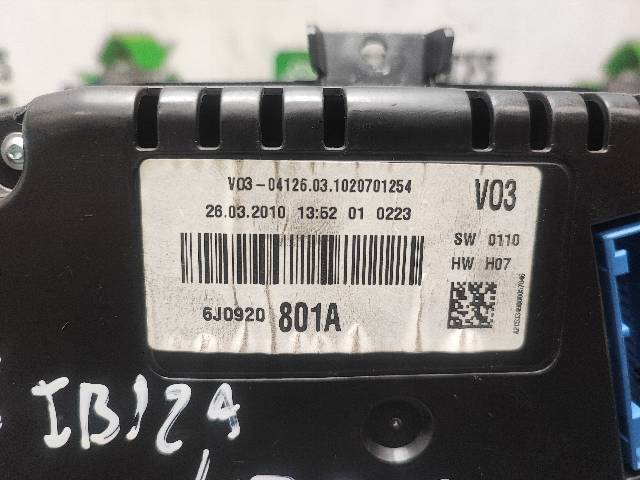 V03-04126.03.1020701254
V03
26.03.2010 13:52 01 0223
SW 0110
HW H07
6J0920 801A
IBIZA